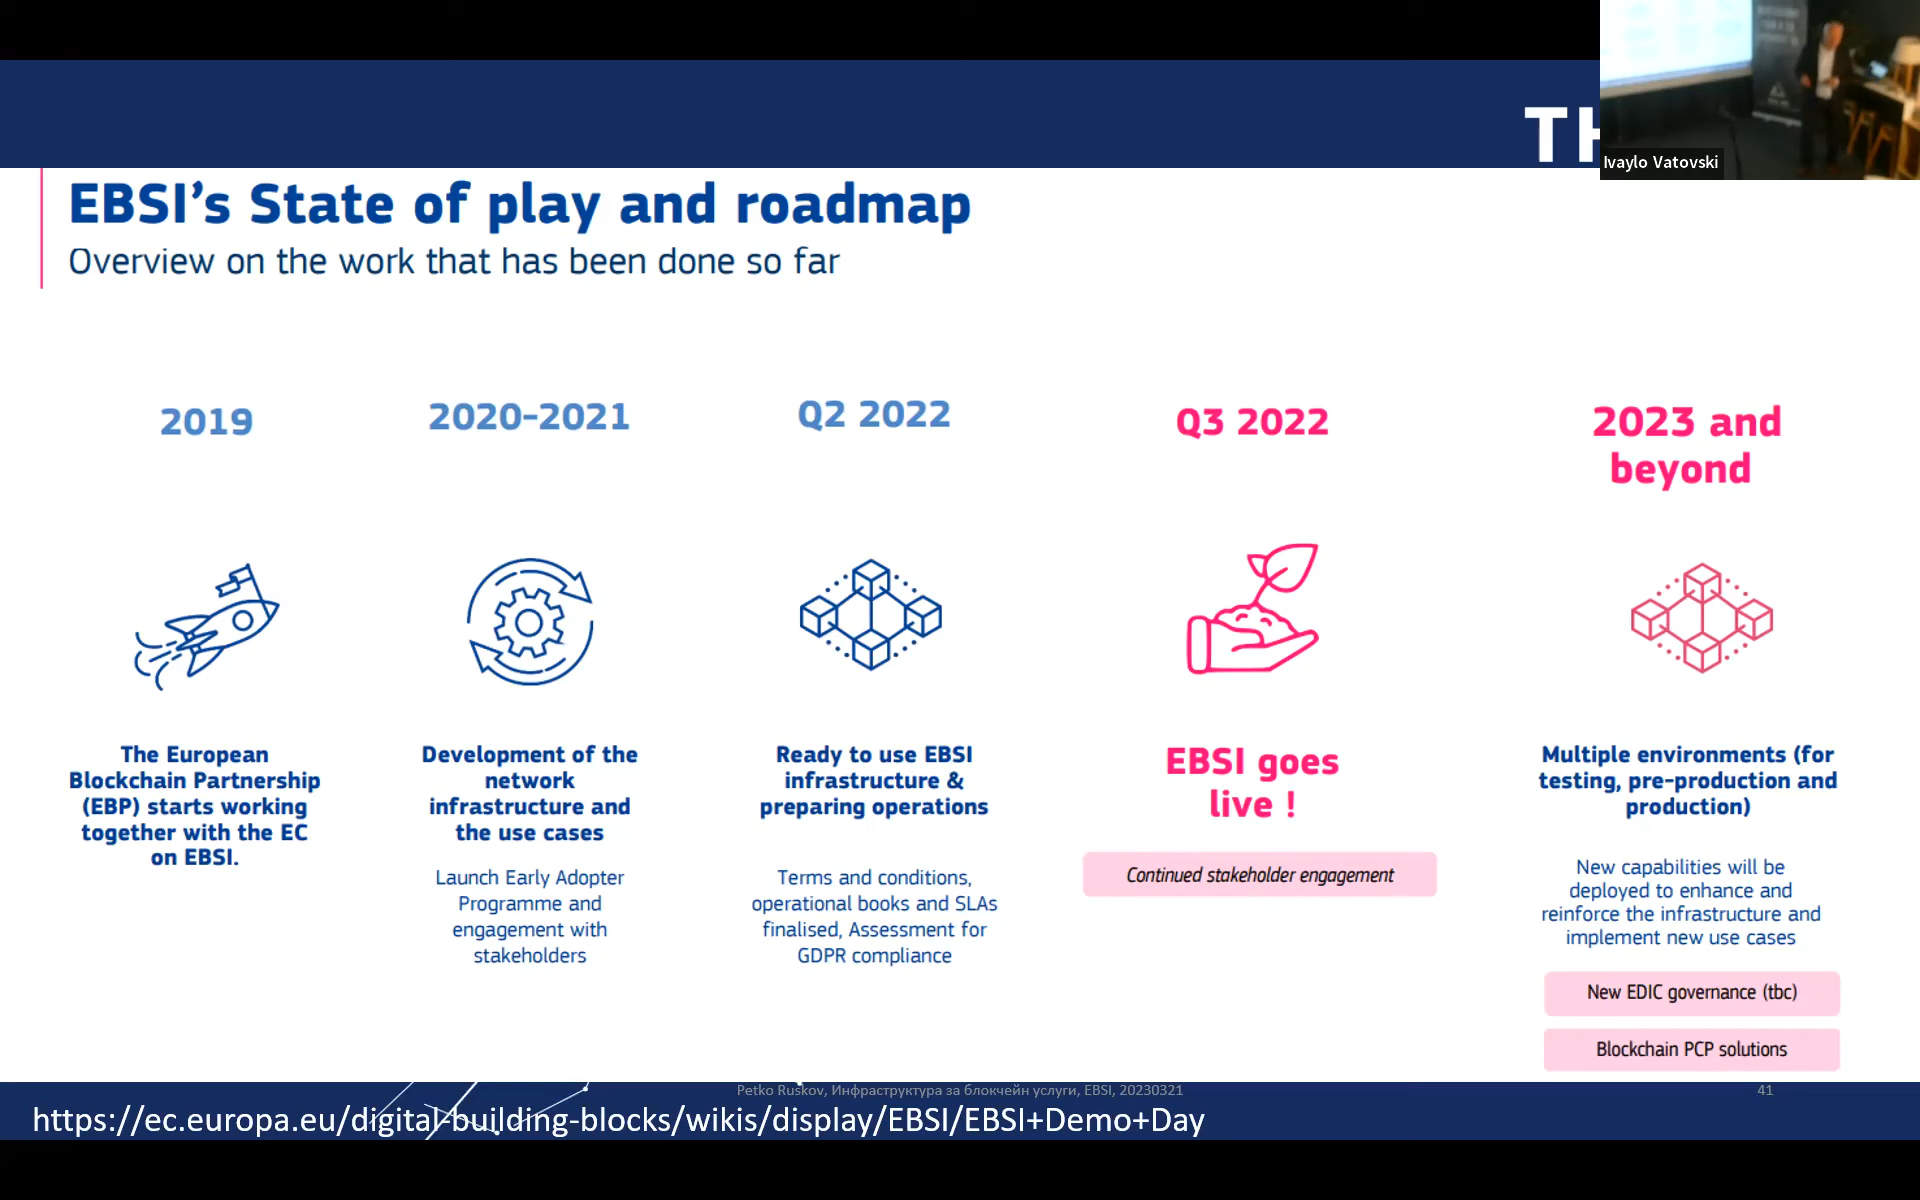 TH
Ivaylo Vatovski
EBSI’s State of play and roadmap
Overview on the work that has been done so far
2019
2020-2021
Q2 2022
Q3 2022
2023 and
beyond
The European
Blockchain Partnership
(EBP) starts working
together with the EC
on EBSI.
Development of the
network
infrastructure and
the use cases
Launch Early Adopter
Programme and
engagement with
stakeholders
Ready to use EBSI
infrastructure &
preparing operations
Terms and conditions,
operational books and SLAs
finalised, Assessment for
GDPR compliance
EBSI goes
live !
Continued stakeholder engagement
Multiple environments (for
testing, pre-production and
production)
New capabilities will be
deployed to enhance and
reinforce the infrastructure and
implement new use cases
New EDIC governance (tbc)
Blockchain PCP solutions
Petko Ruskov, Инфраструктура за блокчейн услуги, EBSI, 20230321
41
https://ec.europa.eu/digital-building-blocks/wikis/display/EBSI/EBSI+Demo+Day